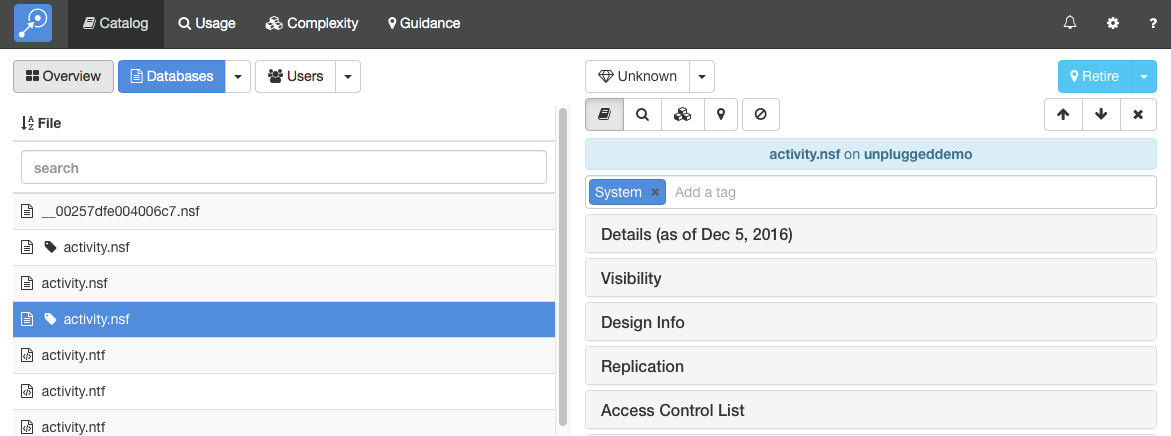 Catalog Usage Complexity Guidance ?
Overview Databases Users
File
search
__00257dfe004006c7.nsf
activity.nsf
activity.nsf
activity.nsf
activity.ntf
activity.ntf
activity.ntf
Unknown Retire
activity.nsf on unpluggeddemo
System × Add a tag
Details (as of Dec 5, 2016)
Visibility
Design Info
Replication
Access Control List